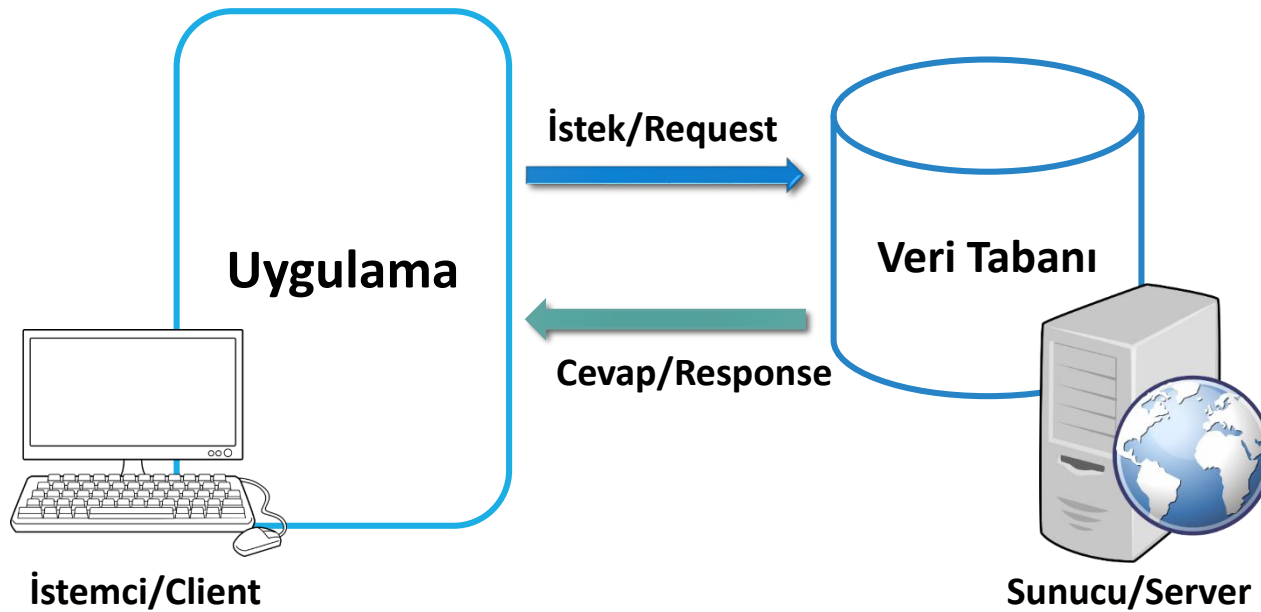 İstek/Request
Uygulama
Veri Tabanı
Cevap/Response
İstemci/Client
Sunucu/Server